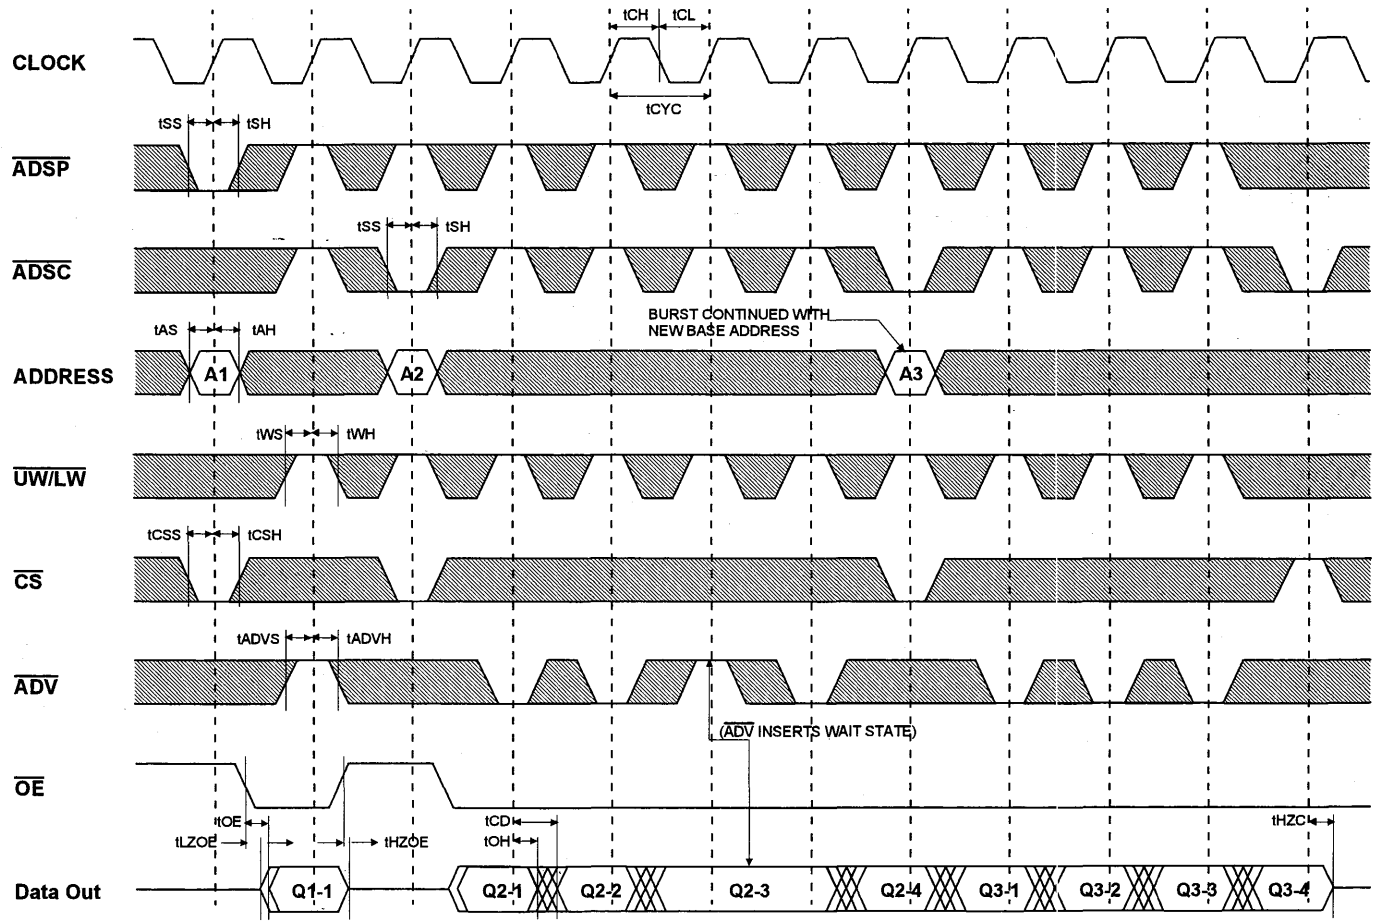 tCH tCL
CLOCK
tCYC
tSS tSH
ADSP
tSS tSH
ADSC
BURST CONTINUED WITH
NEW BASE ADDRESS
tAS tAH
ADDRESS A1 A2 A3
tWS tWH
UW/LW
tCSS tCSH
CS
tADVS tADVH
ADV
(ADV INSERTS WAIT STATE)
OE
tOE tCD tHZC
tLZOE tHZOE tOH
Data Out Q1-1 Q2-1 Q2-2 Q2-3 Q2-4 Q3-1 Q3-2 Q3-3 Q3-4